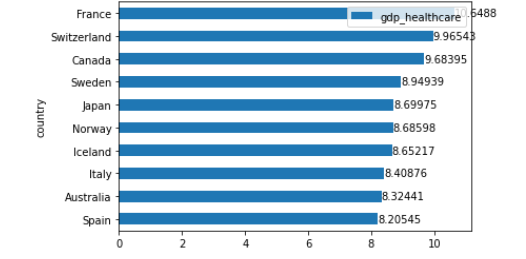 France 10.6488
gdp_healthcare
Switzerland 9.96543
Canada 9.68395
Sweden 8.94939
Japan 8.69975
Norway 8.68598
Iceland 8.65217
Italy 8.40876
Australia 8.32441
Spain 8.20545
country
0 2 4 6 8 10